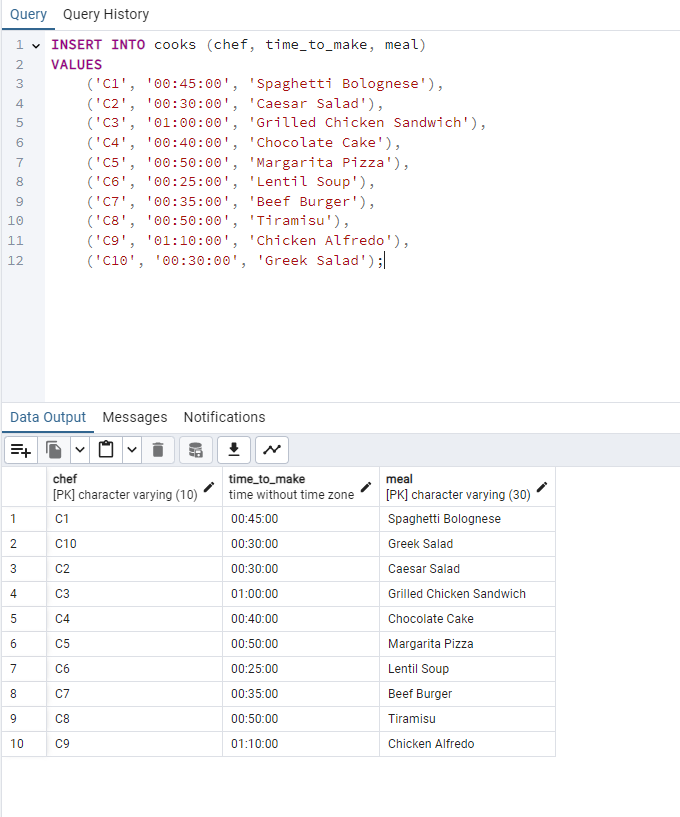 Query Query History
1 INSERT INTO cooks (chef, time_to_make, meal)
2 VALUES
3 ('C1', '00:45:00', 'Spaghetti Bolognese'),
4 ('C2', '00:30:00', 'Caesar Salad'),
5 ('C3', '01:00:00', 'Grilled Chicken Sandwich'),
6 ('C4', '00:40:00', 'Chocolate Cake'),
7 ('C5', '00:50:00', 'Margarita Pizza'),
8 ('C6', '00:25:00', 'Lentil Soup'),
9 ('C7', '00:35:00', 'Beef Burger'),
10 ('C8', '00:50:00', 'Tiramisu'),
11 ('C9', '01:10:00', 'Chicken Alfredo'),
12 ('C10', '00:30:00', 'Greek Salad');
Data Output Messages Notifications
chef time_to_make meal
[PK] character varying (10) time without time zone [PK] character varying (30)
1 C1 00:45:00 Spaghetti Bolognese
2 C10 00:30:00 Greek Salad
3 C2 00:30:00 Caesar Salad
4 C3 01:00:00 Grilled Chicken Sandwich
5 C4 00:40:00 Chocolate Cake
6 C5 00:50:00 Margarita Pizza
7 C6 00:25:00 Lentil Soup
8 C7 00:35:00 Beef Burger
9 C8 00:50:00 Tiramisu
10 C9 01:10:00 Chicken Alfredo